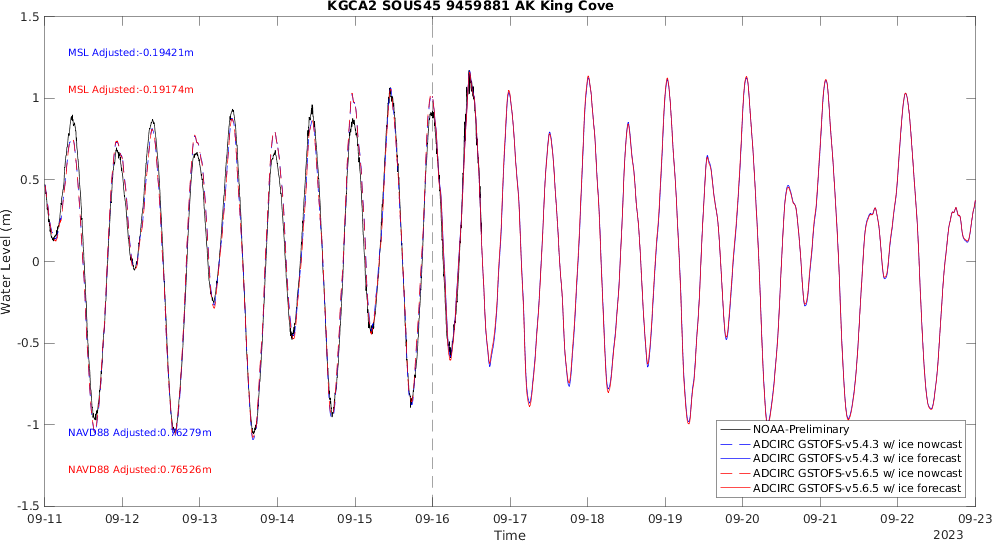 KGCA2 SOUS45 9459881 AK King Cove
1.5
1
0.5
0
-0.5
-1
-1.5
Water Level (m)
MSL Adjusted:-0.19421m
MSL Adjusted:-0.19174m
NAVD88 Adjusted:0.76279m
NAVD88 Adjusted:0.76526m
NOAA-Preliminary
ADCIRC GSTOFS-v5.4.3 w/ ice nowcast
ADCIRC GSTOFS-v5.4.3 w/ ice forecast
ADCIRC GSTOFS-v5.6.5 w/ ice nowcast
ADCIRC GSTOFS-v5.6.5 w/ ice forecast
09-11 09-12 09-13 09-14 09-15 09-16 09-17 09-18 09-19 09-20 09-21 09-22 09-23
Time
2023